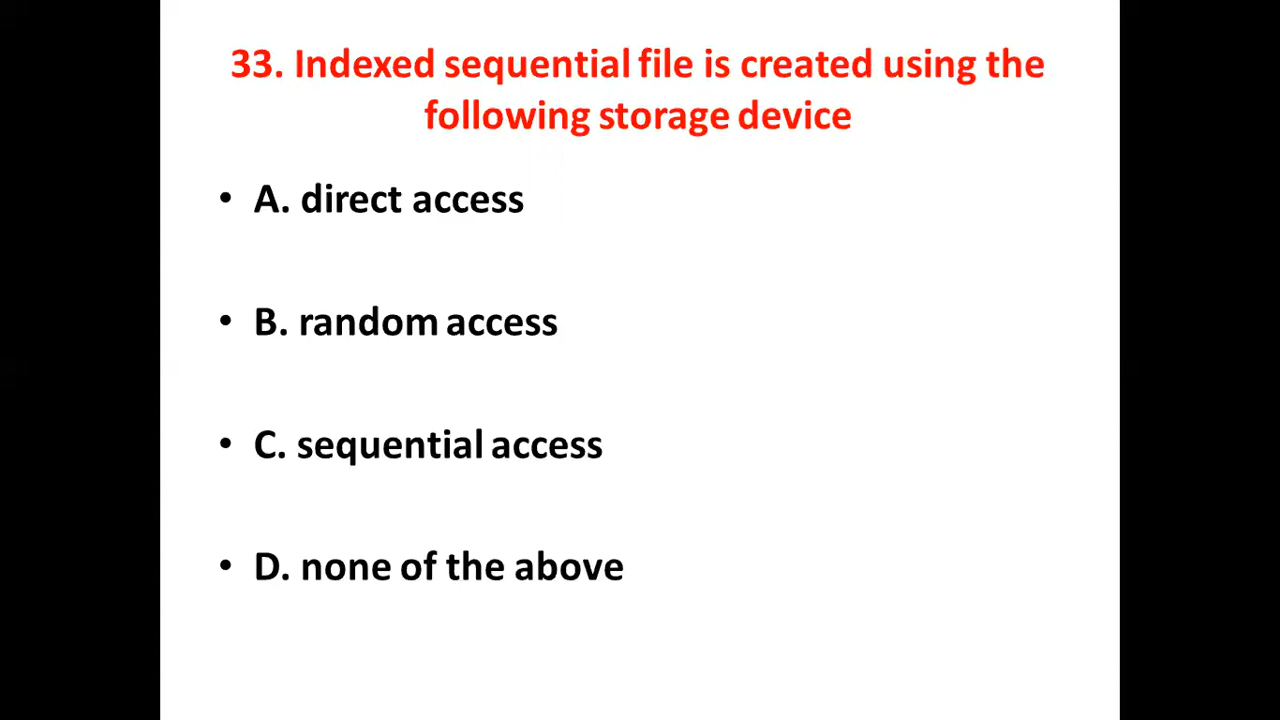 33. Indexed sequential file is created using the
following storage device
• A. direct access
• B. random access
• C. sequential access
• D. none of the above